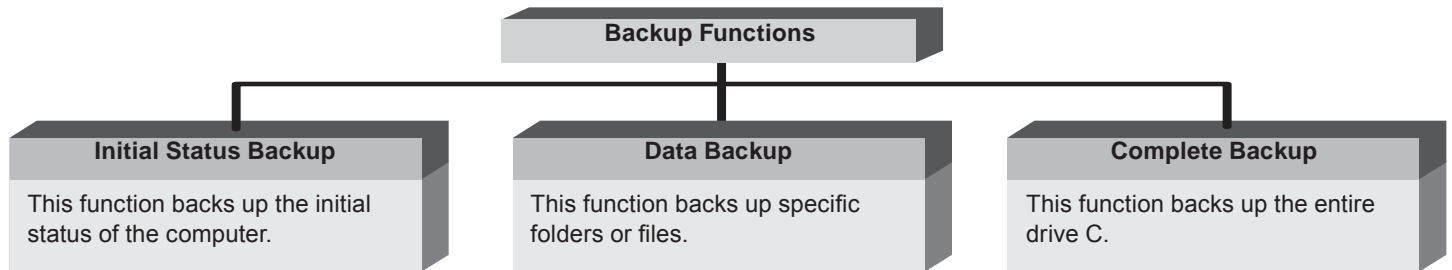 Backup Functions
Initial Status Backup
This function backs up the initial
status of the computer.
Data Backup
This function backs up specific
folders or files.
Complete Backup
This function backs up the entire
drive C.